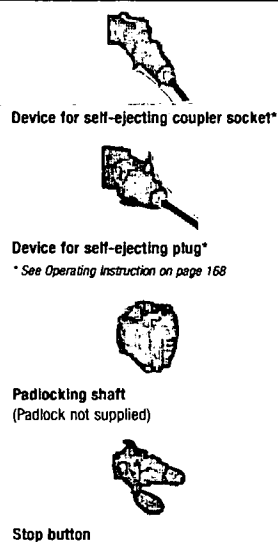 Device for self-ejecting coupler socket*
Device for self-ejecting plug*
* See Operating Instruction on page 168
Padlocking shaft
(Padlock not supplied)
Stop button